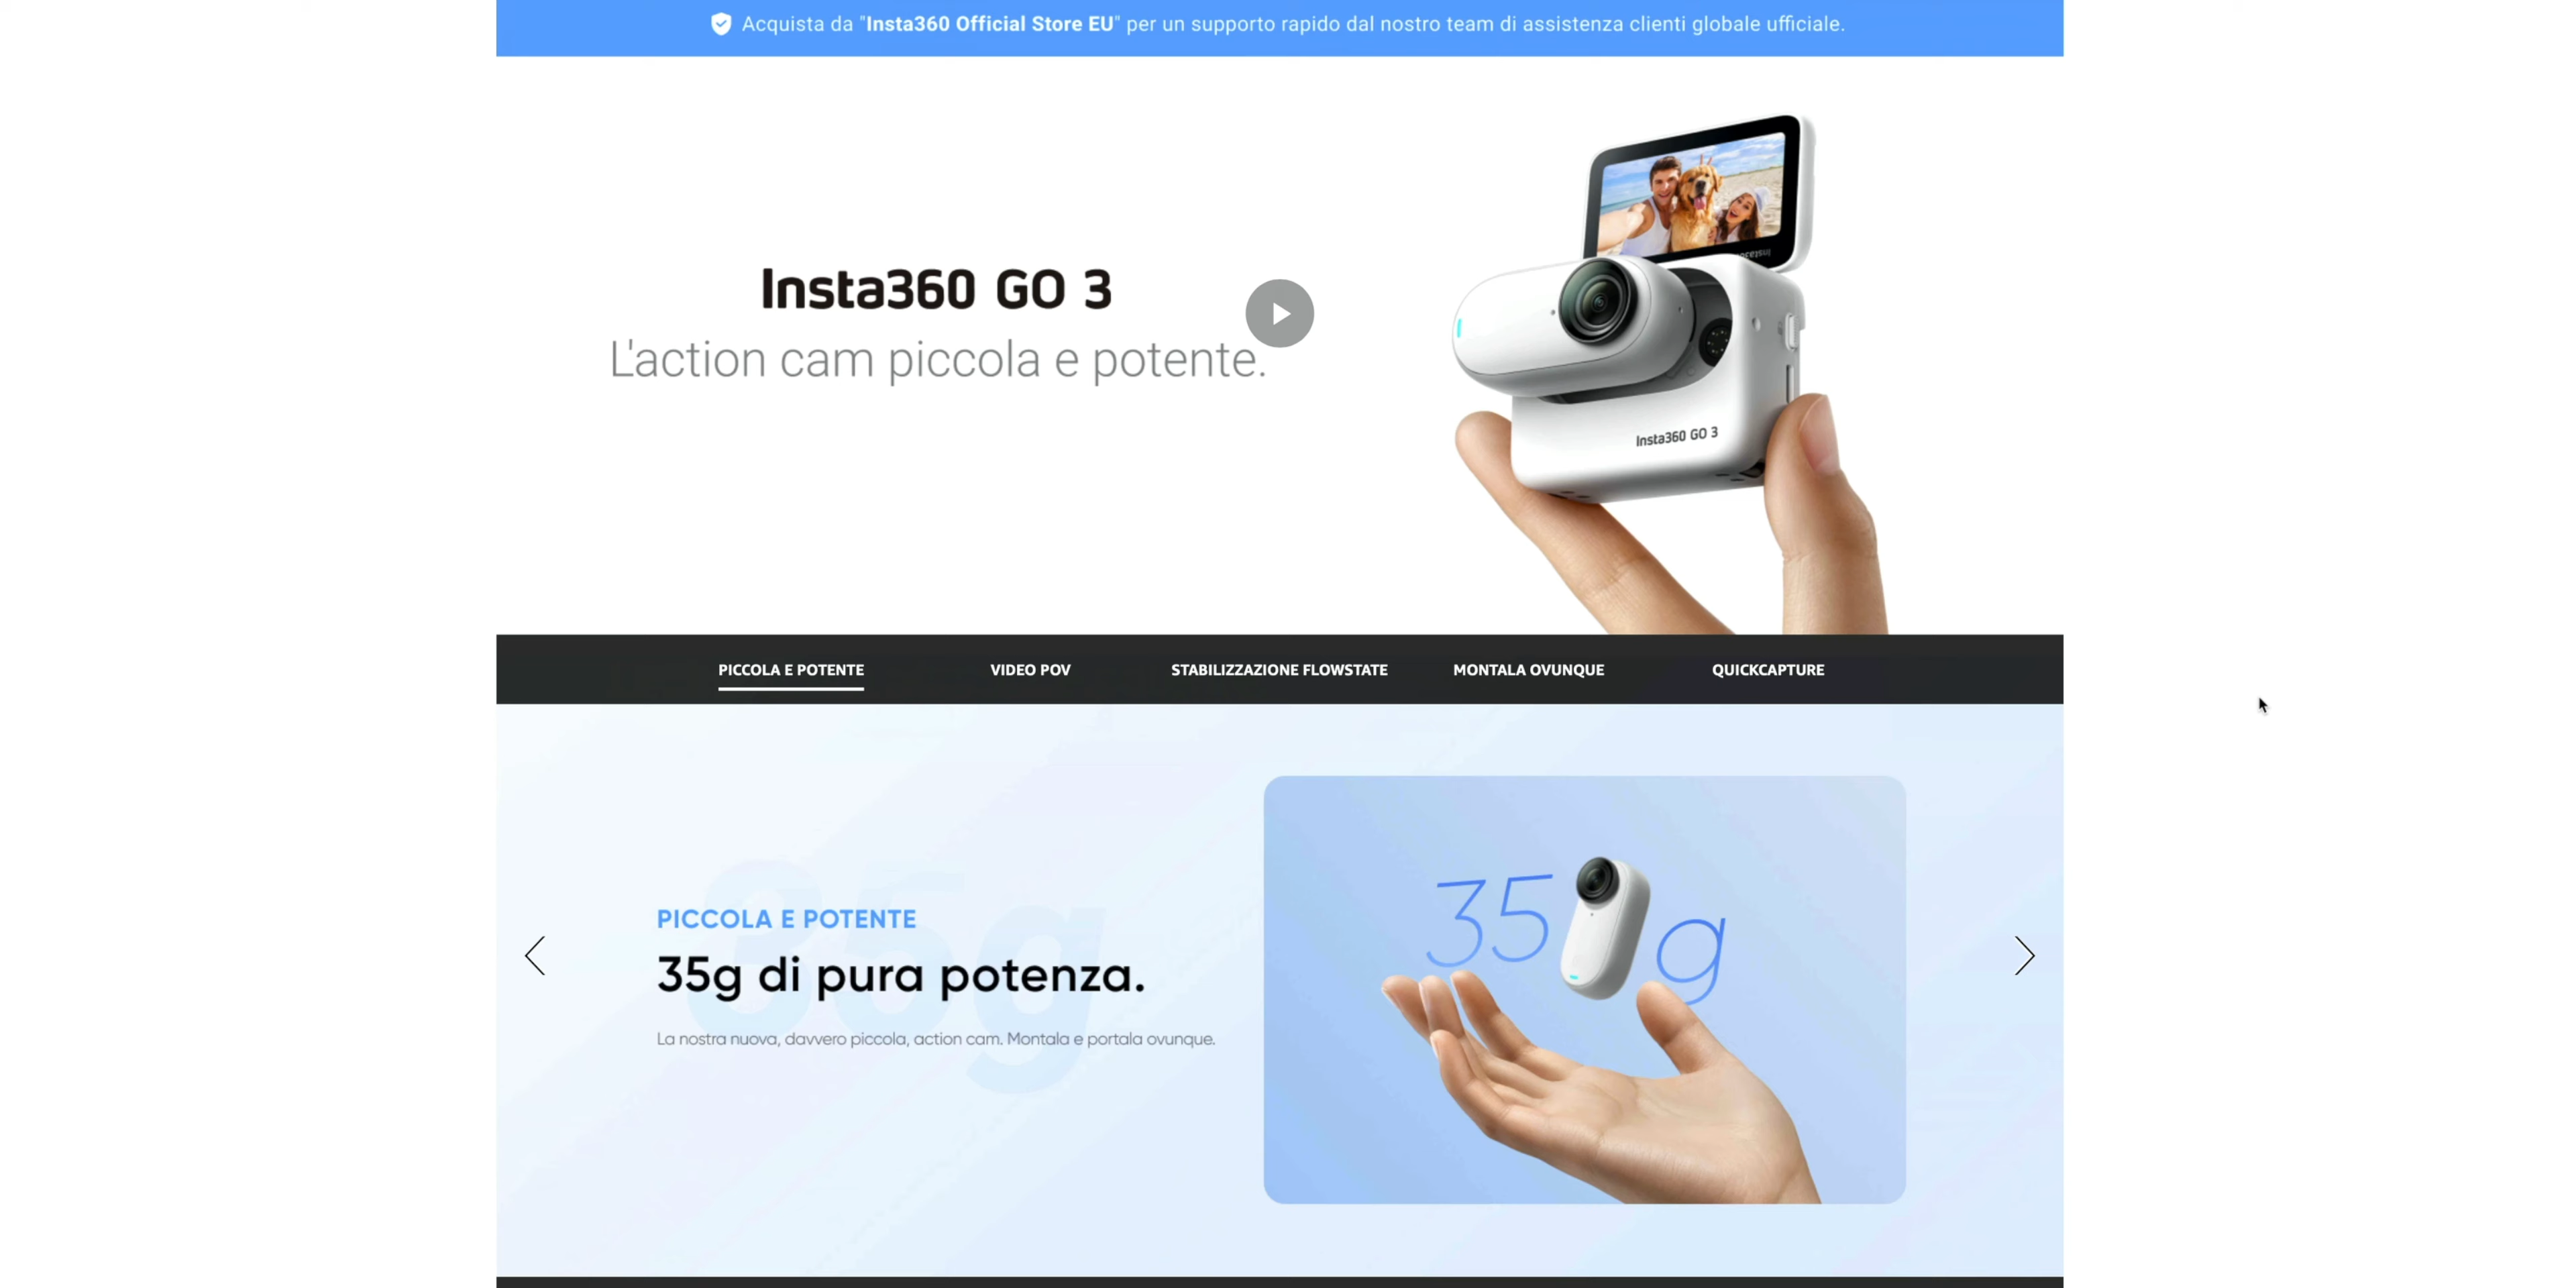 Acquista da "Insta360 Official Store EU" per un supporto rapido dal nostro team di assistenza clienti globale ufficiale.
Insta360 GO 3
L'action cam piccola e potente.
Insta360
Insta360 GO 3
PICCOLA E POTENTE
VIDEO POV
STABILIZZAZIONE FLOWSTATE
MONTALA OVUNQUE
QUICKCAPTURE
35g
PICCOLA E POTENTE
35g di pura potenza.
La nostra nuova, davvero piccola, action cam. Montala e portala ovunque.
35 g